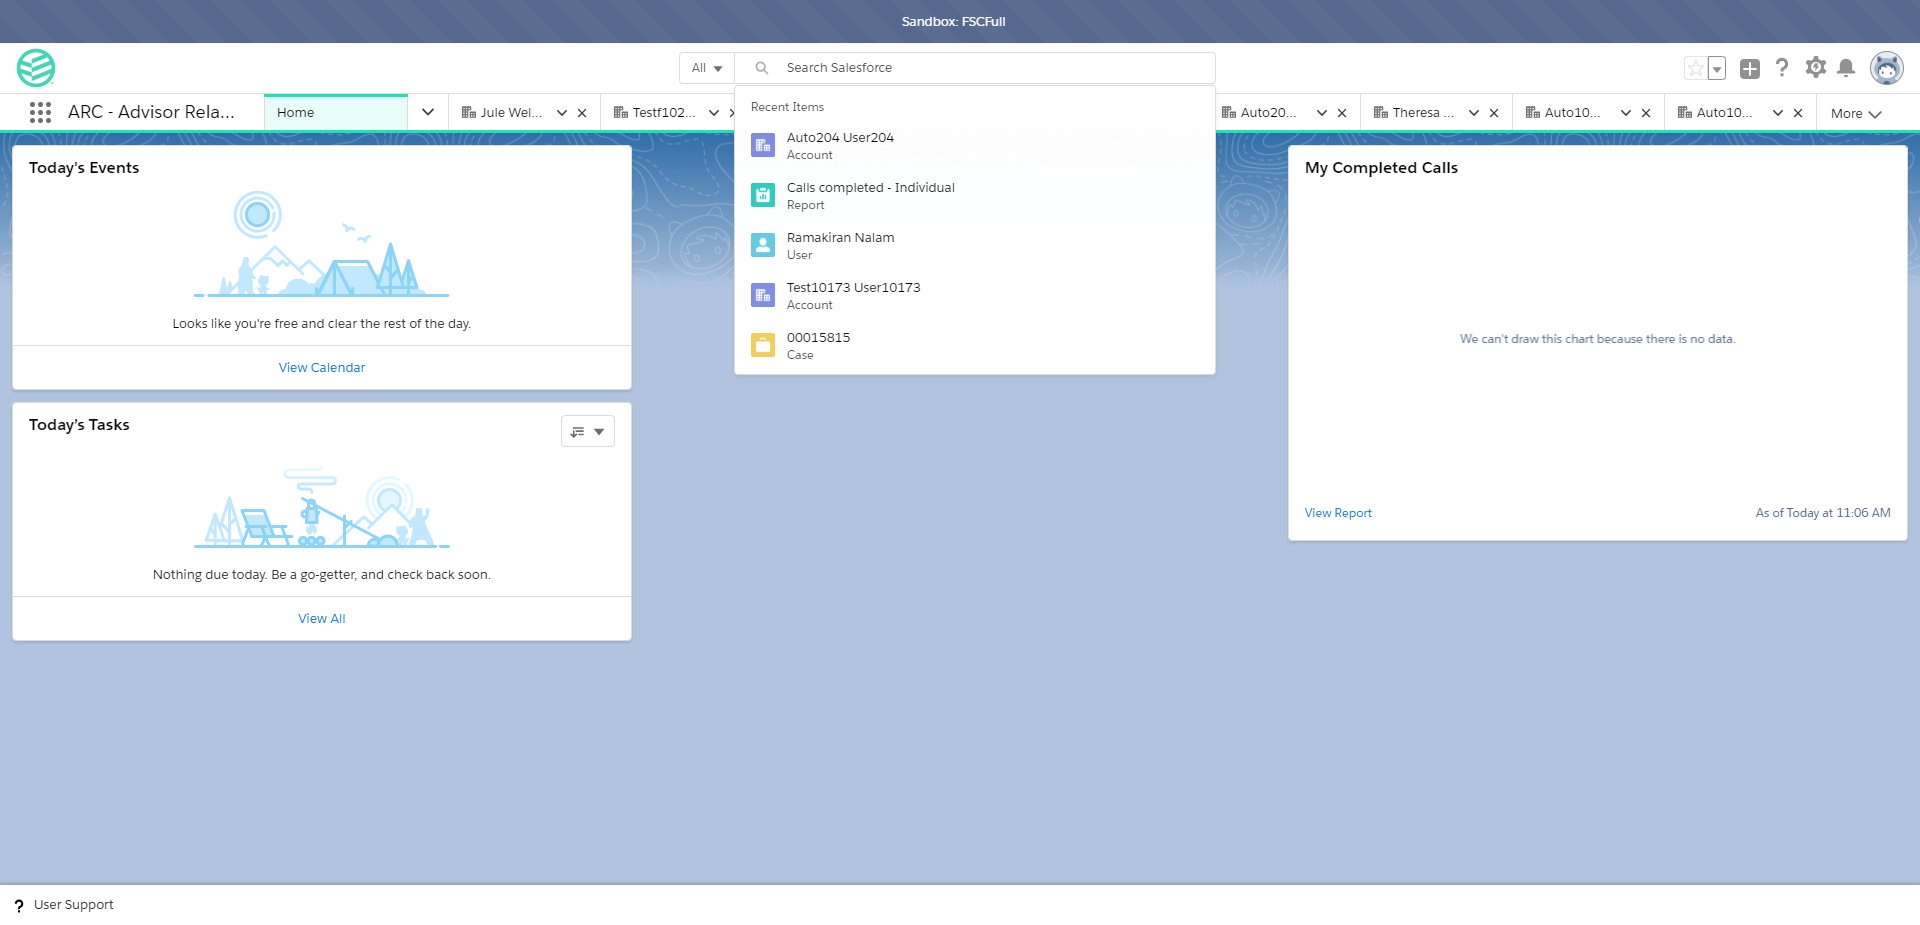 Sandbox: FSCFull
All
Search Salesforce
ARC - Advisor Rela...
Home
Jule Wel...
Testf102...
Auto20...
Theresa ...
Auto10...
Auto10...
More
Recent Items
Auto204 User204
Account
Calls completed - Individual
Report
Ramakiran Nalam
User
Test10173 User10173
Account
00015815
Case
Today's Events
Looks like you're free and clear the rest of the day.
View Calendar
Today's Tasks
Nothing due today. Be a go-getter, and check back soon.
View All
My Completed Calls
We can't draw this chart because there is no data.
View Report
As of Today at 11:06 AM
? User Support